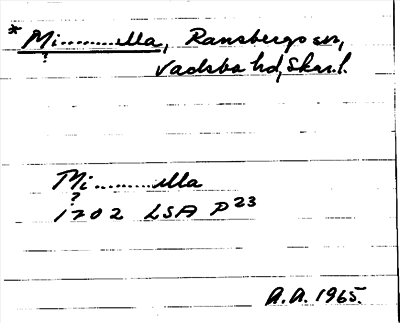 * Mi..........lla, Ransbergs sn,
?
Vadsbo hd, Skar. l.
Mi..........lla
?
1702 LSA P23
A.A. 1965.